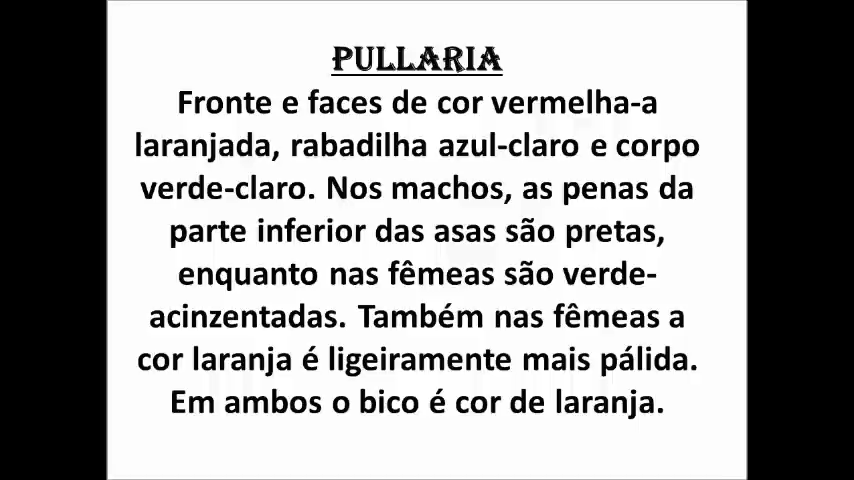 PULLARIA
Fronte e faces de cor vermelha-a
laranjada, rabadilha azul-claro e corpo
verde-claro. Nos machos, as penas da
parte inferior das asas são pretas,
enquanto nas fêmeas são verde-
acinzentadas. Também nas fêmeas a
cor laranja é ligeiramente mais pálida.
Em ambos o bico é cor de laranja.